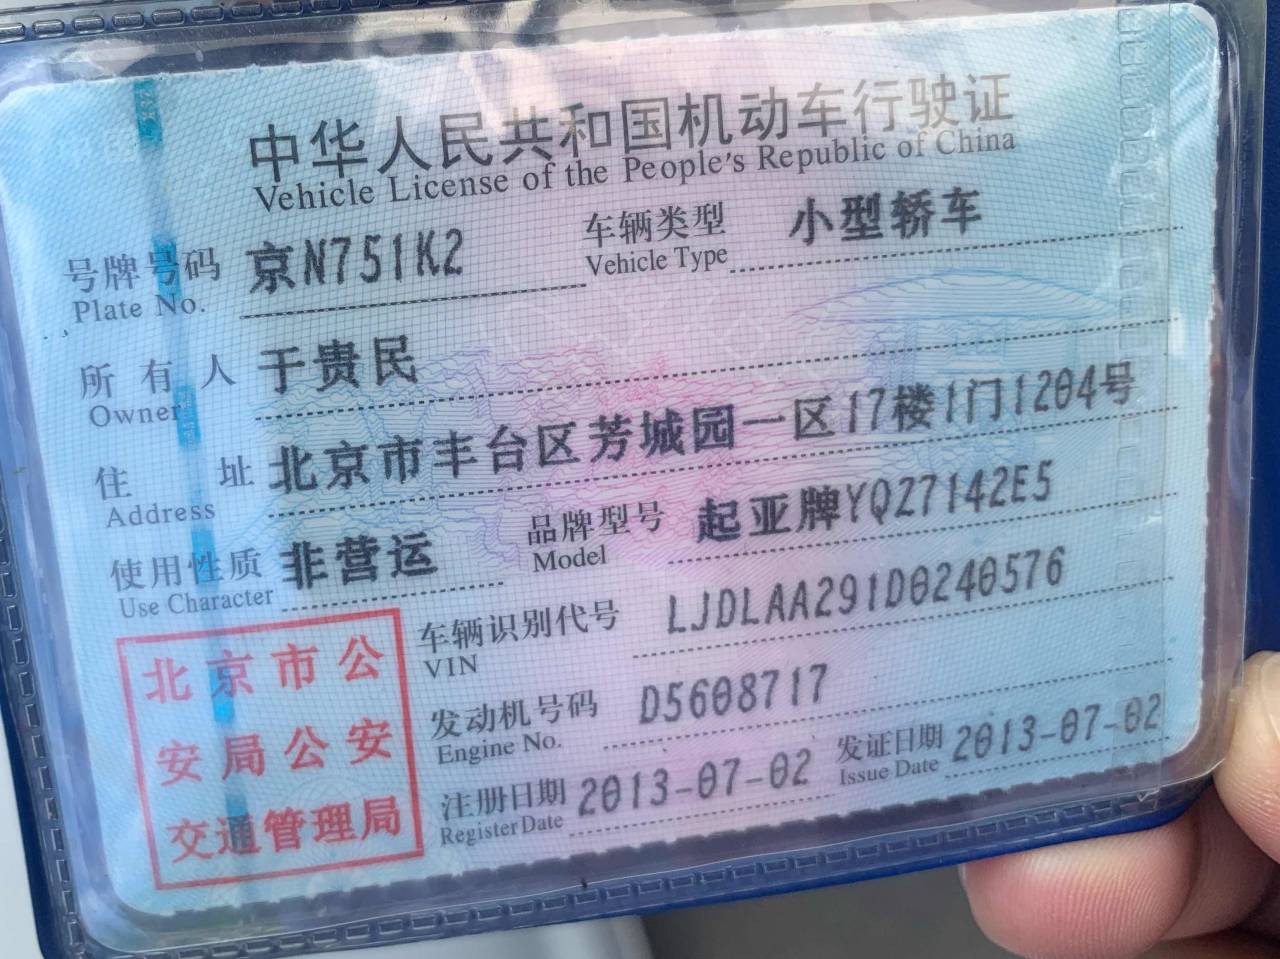 中华人民共和国机动车行驶证
Vehicle License of the People's Republic of China
号牌号码 京N751K2 车辆类型 小型轿车
Plate No. Vehicle Type
所有人 于贵民
Owner
住址 北京市丰台区芳城园一区17楼1门1204号
Address
使用性质 非营运 品牌型号 起亚牌YQZ7142E5
Use Character Model
车辆识别代号 LJDLAA291D0240576
VIN
发动机号码 D5608717
Engine No.
注册日期 2013-07-02 发证日期 2013-07-02
Register Date Issue Date
北京市公
安局公安
交通管理局